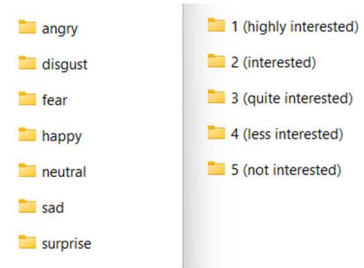 angry
disgust
fear
happy
neutral
sad
surprise
1 (highly interested)
2 (interested)
3 (quite interested)
4 (less interested)
5 (not interested)